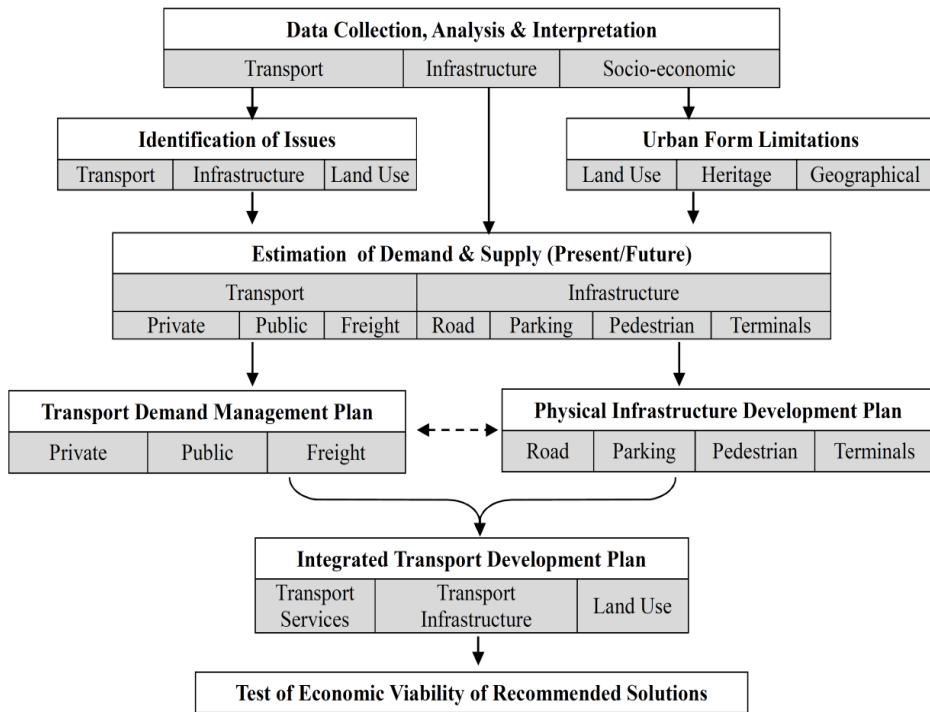 Data Collection, Analysis & Interpretation
Transport Infrastructure Socio-economic
Identification of Issues
Transport Infrastructure Land Use
Urban Form Limitations
Land Use Heritage Geographical
Estimation of Demand & Supply (Present/Future)
Transport Infrastructure
Private Public Freight Road Parking Pedestrian Terminals
Transport Demand Management Plan
Private Public Freight
Physical Infrastructure Development Plan
Road Parking Pedestrian Terminals
Integrated Transport Development Plan
Transport
Services
Transport
Infrastructure
Land Use
Test of Economic Viability of Recommended Solutions